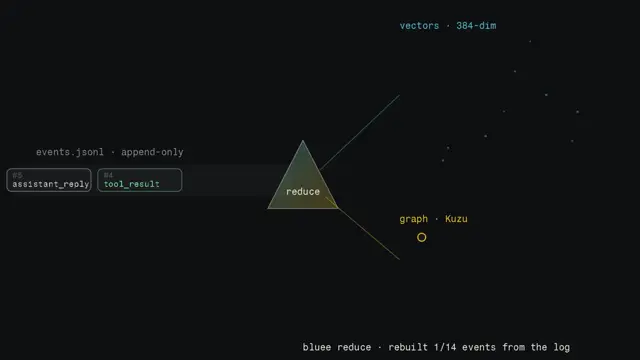 vectors · 384-dim
events.jsonl · append-only
#5
assistant_reply
#4
tool_result
reduce
graph · Kuzu
bluee reduce · rebuilt 1/14 events from the log